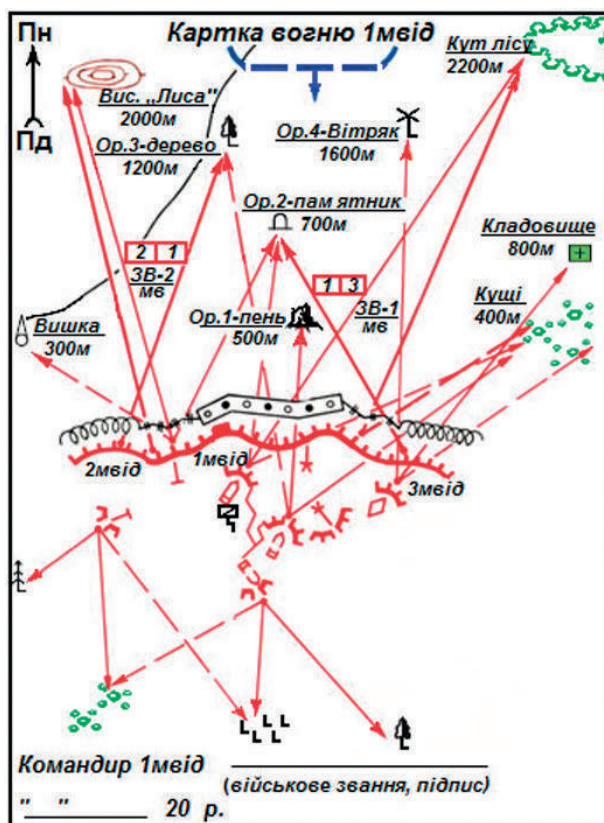 Картка вогню 1мвід
Пн
Пд
Вис. „Лиса"
2000м
Кут лісу
2200м
Ор.3-дерево
1200м
Ор.4-Вітряк
1600м
Ор.2-пам ятник
700м
Кладовище
800м
2 1
ЗВ-2
мв
1 3
ЗВ-1
мв
Ор.1-пень
500м
Кущі
400м
Вишка
300м
2мвід
1мвід
3мвід
Командир 1мвід
(військове звання, підпис)
" " 20 р.